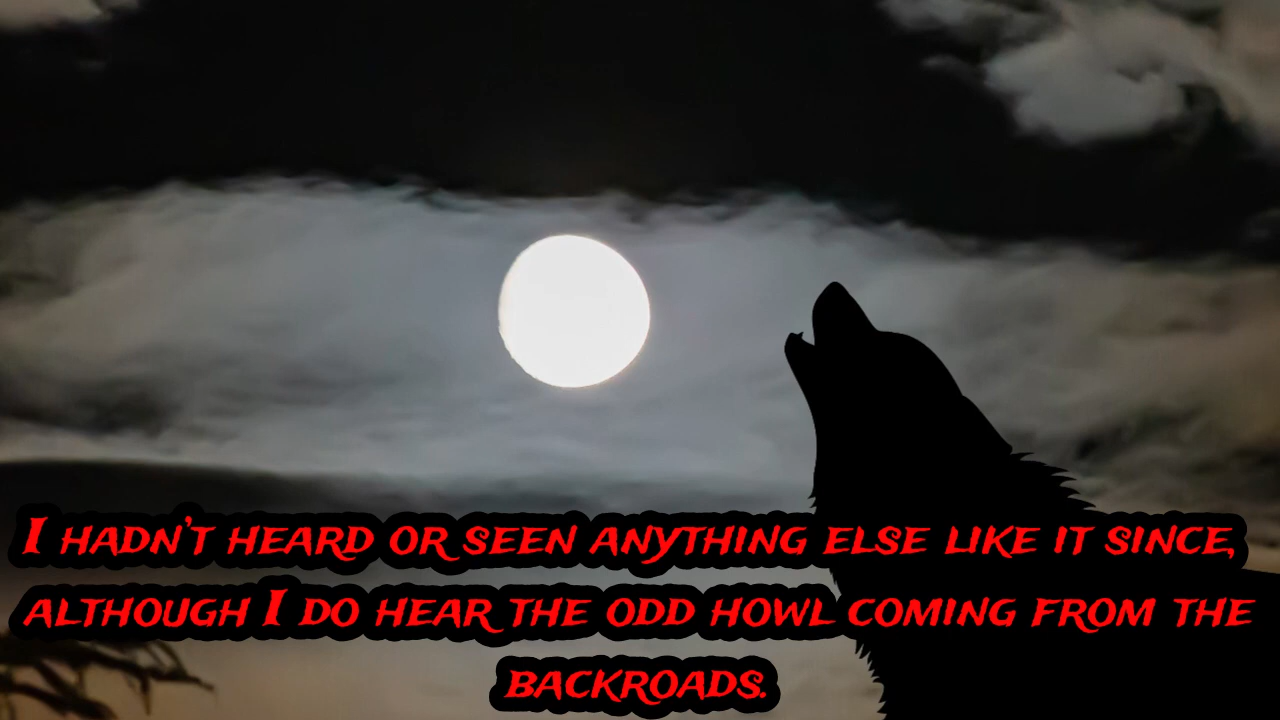 I hadn't heard or seen anything else like it since,
although I do hear the odd howl coming from the
backroads.